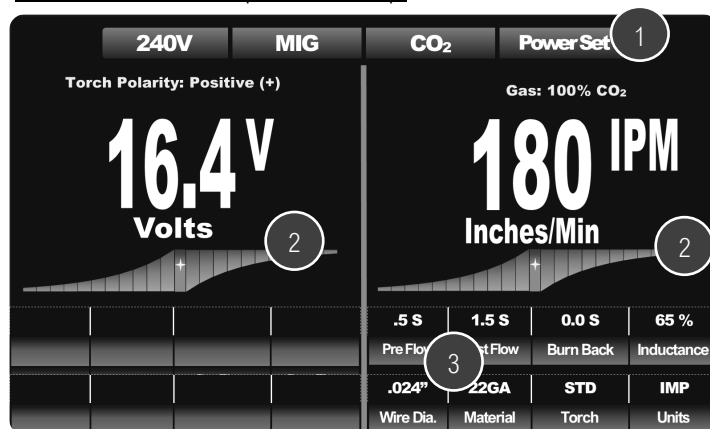 240V MIG CO₂ Power Set 1
Torch Polarity: Positive (+)
Gas: 100% CO₂
16.4 V
Volts
2
180 IPM
Inches/Min
2
.5 S 1.5 S 0.0 S 65 %
Pre Flow Burn Back Inductance
3
.024" 22GA STD IMP
Wire Dia. Material Torch Units